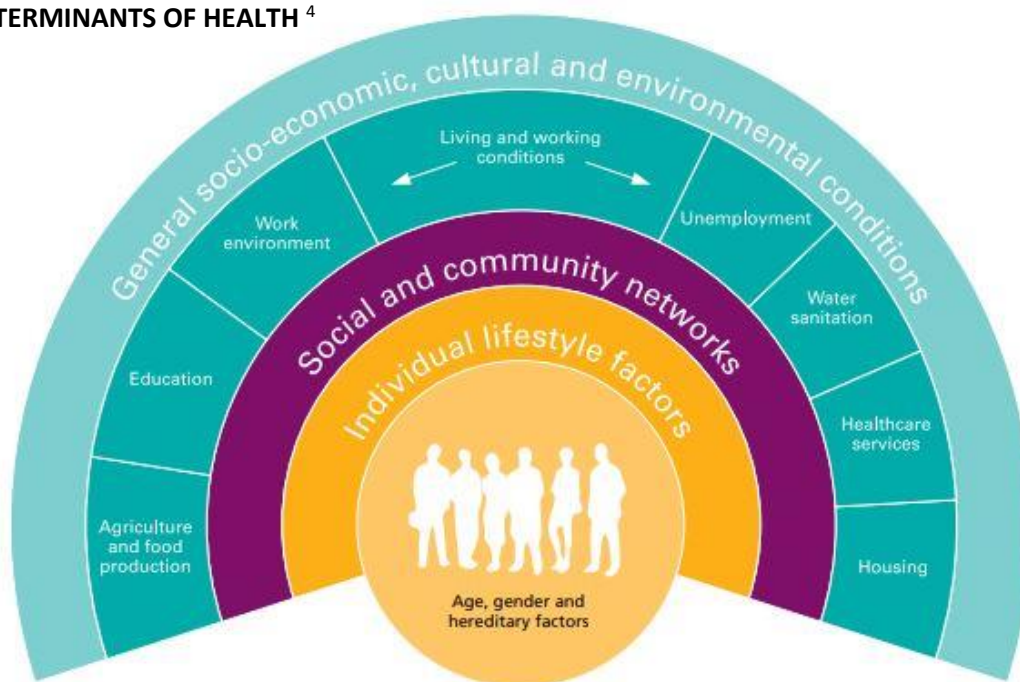 TERMINANTS OF HEALTH 4
General socio-economic, cultural and environmental conditions
Living and working
conditions
Work
environment
Unemployment
Education
Water
sanitation
Agriculture
and food
production
Healthcare
services
Housing
Social and community networks
Individual lifestyle factors
Age, gender and
hereditary factors